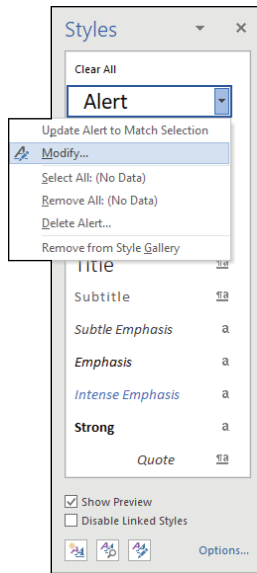 Styles
Clear All
Alert
Update Alert to Match Selection
Modify...
Select All: (No Data)
Remove All: (No Data)
Delete Alert...
Remove from Style Gallery
Title ¶a
Subtitle ¶a
Subtle Emphasis a
Emphasis a
Intense Emphasis a
Strong a
Quote ¶a
Show Preview
Disable Linked Styles
Options...